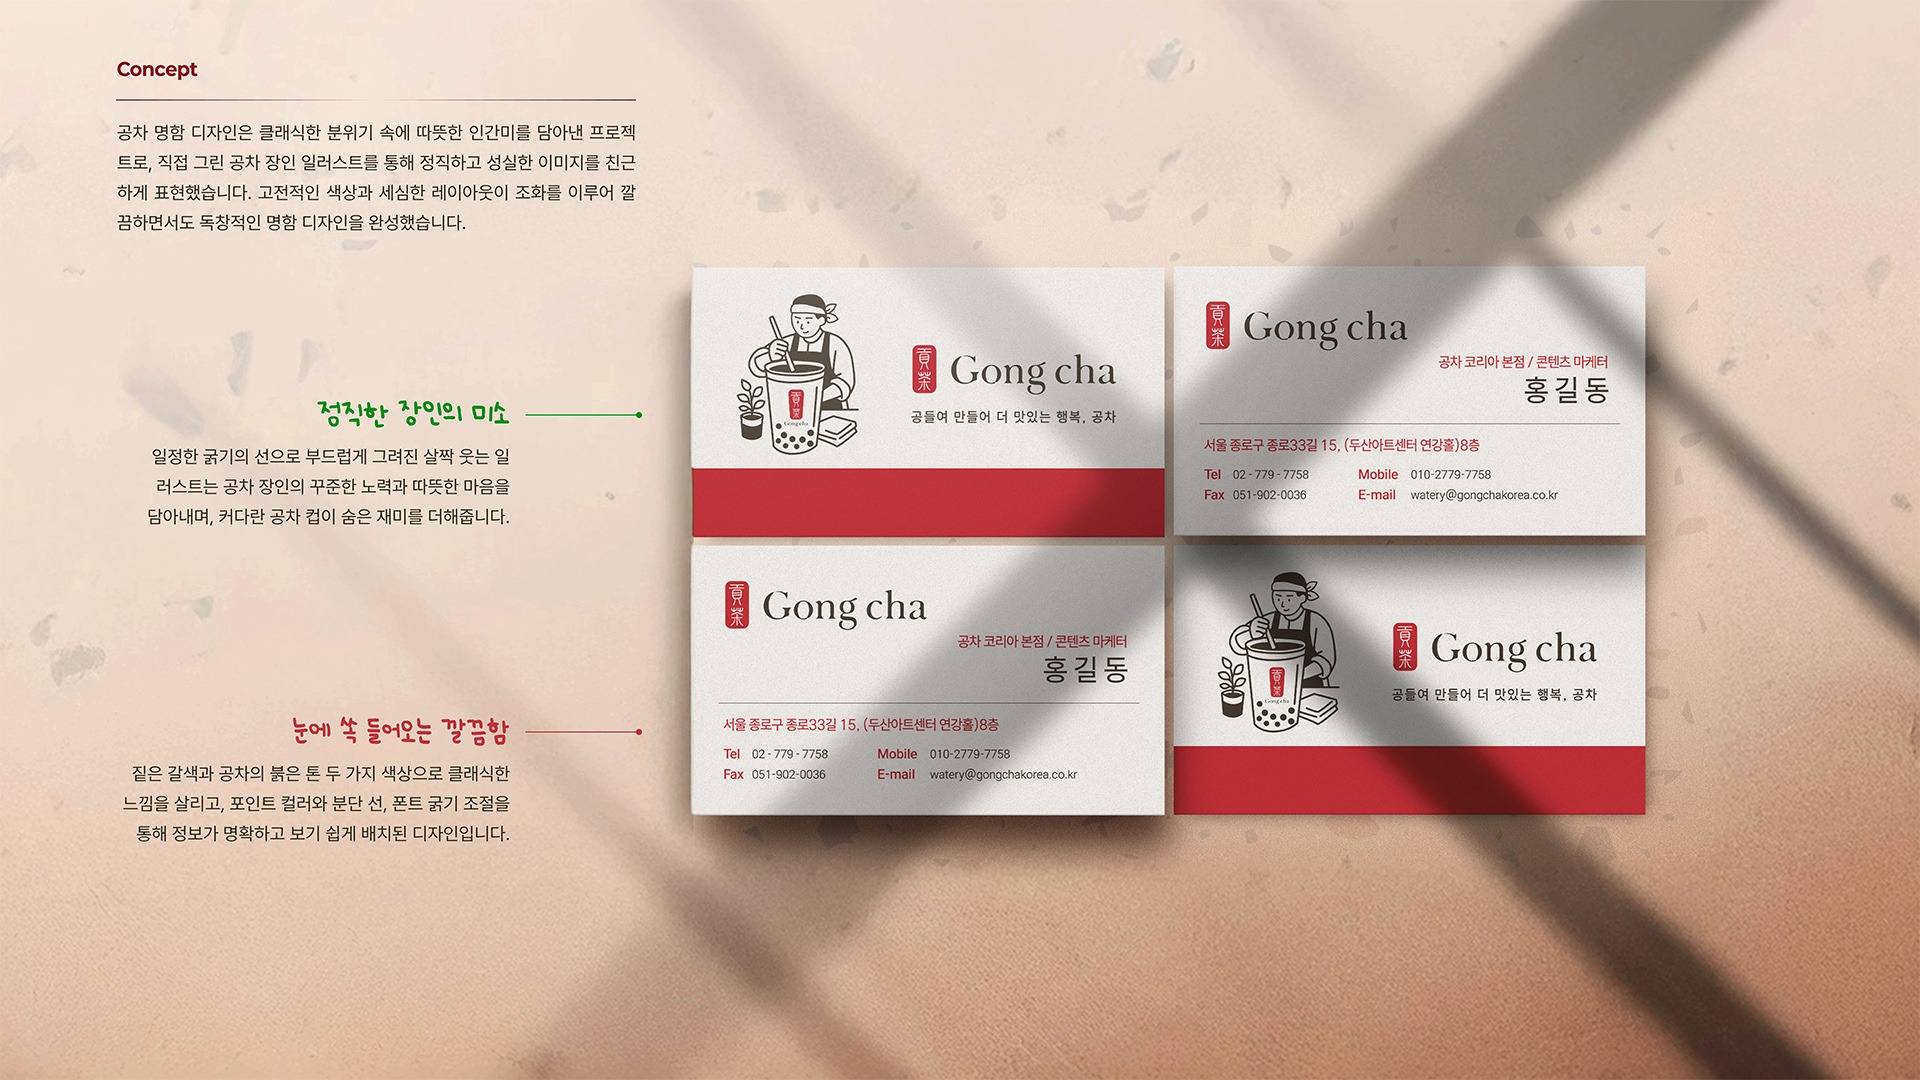 Concept
공차 명함 디자인은 클래식한 분위기 속에 따뜻한 인간미를 담아낸 프로젝
트로, 직접 그린 공차 장인 일러스트를 통해 정직하고 성실한 이미지를 친근
하게 표현했습니다. 고전적인 색상과 세심한 레이아웃이 조화를 이루어 깔
끔하면서도 독창적인 명함 디자인을 완성했습니다.
정직한 장인의 미소
일정한 굵기의 선으로 부드럽게 그려진 살짝 웃는 일
러스트는 공차 장인의 꾸준한 노력과 따뜻한 마음을
담아내며, 커다란 공차 컵이 숨은 재미를 더해줍니다.
눈에 쏙 들어오는 깔끔함
짙은 갈색과 공차의 붉은 톤 두 가지 색상으로 클래식한
느낌을 살리고, 포인트 컬러와 분단 선, 폰트 굵기 조절을
통해 정보가 명확하고 보기 쉽게 배치된 디자인입니다.
貢茶
Gong cha
貢茶 Gong cha
공들여 만들어 더 맛있는 행복, 공차
貢茶 Gong cha
공차 코리아 본점 / 콘텐츠 마케터
홍길동
서울 종로구 종로33길 15, (두산아트센터 연강홀)8층
Tel 02 - 779 - 7758 Mobile 010-2779-7758
Fax 051-902-0036 E-mail watery@gongchakorea.co.kr
貢茶 Gong cha
공차 코리아 본점 / 콘텐츠 마케터
홍길동
서울 종로구 종로33길 15, (두산아트센터 연강홀)8층
Tel 02 - 779 - 7758 Mobile 010-2779-7758
Fax 051-902-0036 E-mail watery@gongchakorea.co.kr
貢茶
Gong cha
貢茶 Gong cha
공들여 만들어 더 맛있는 행복, 공차